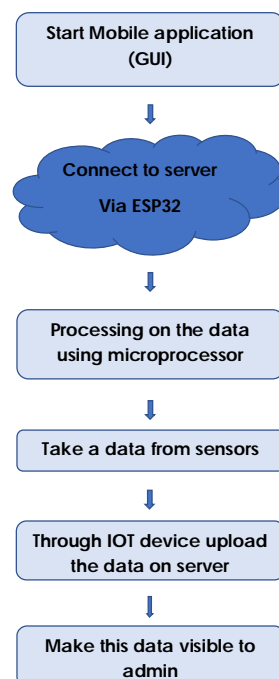 Start Mobile application
(GUI)
Connect to server
Via ESP32
Processing on the data
using microprocessor
Take a data from sensors
Through IOT device upload
the data on server
Make this data visible to
admin